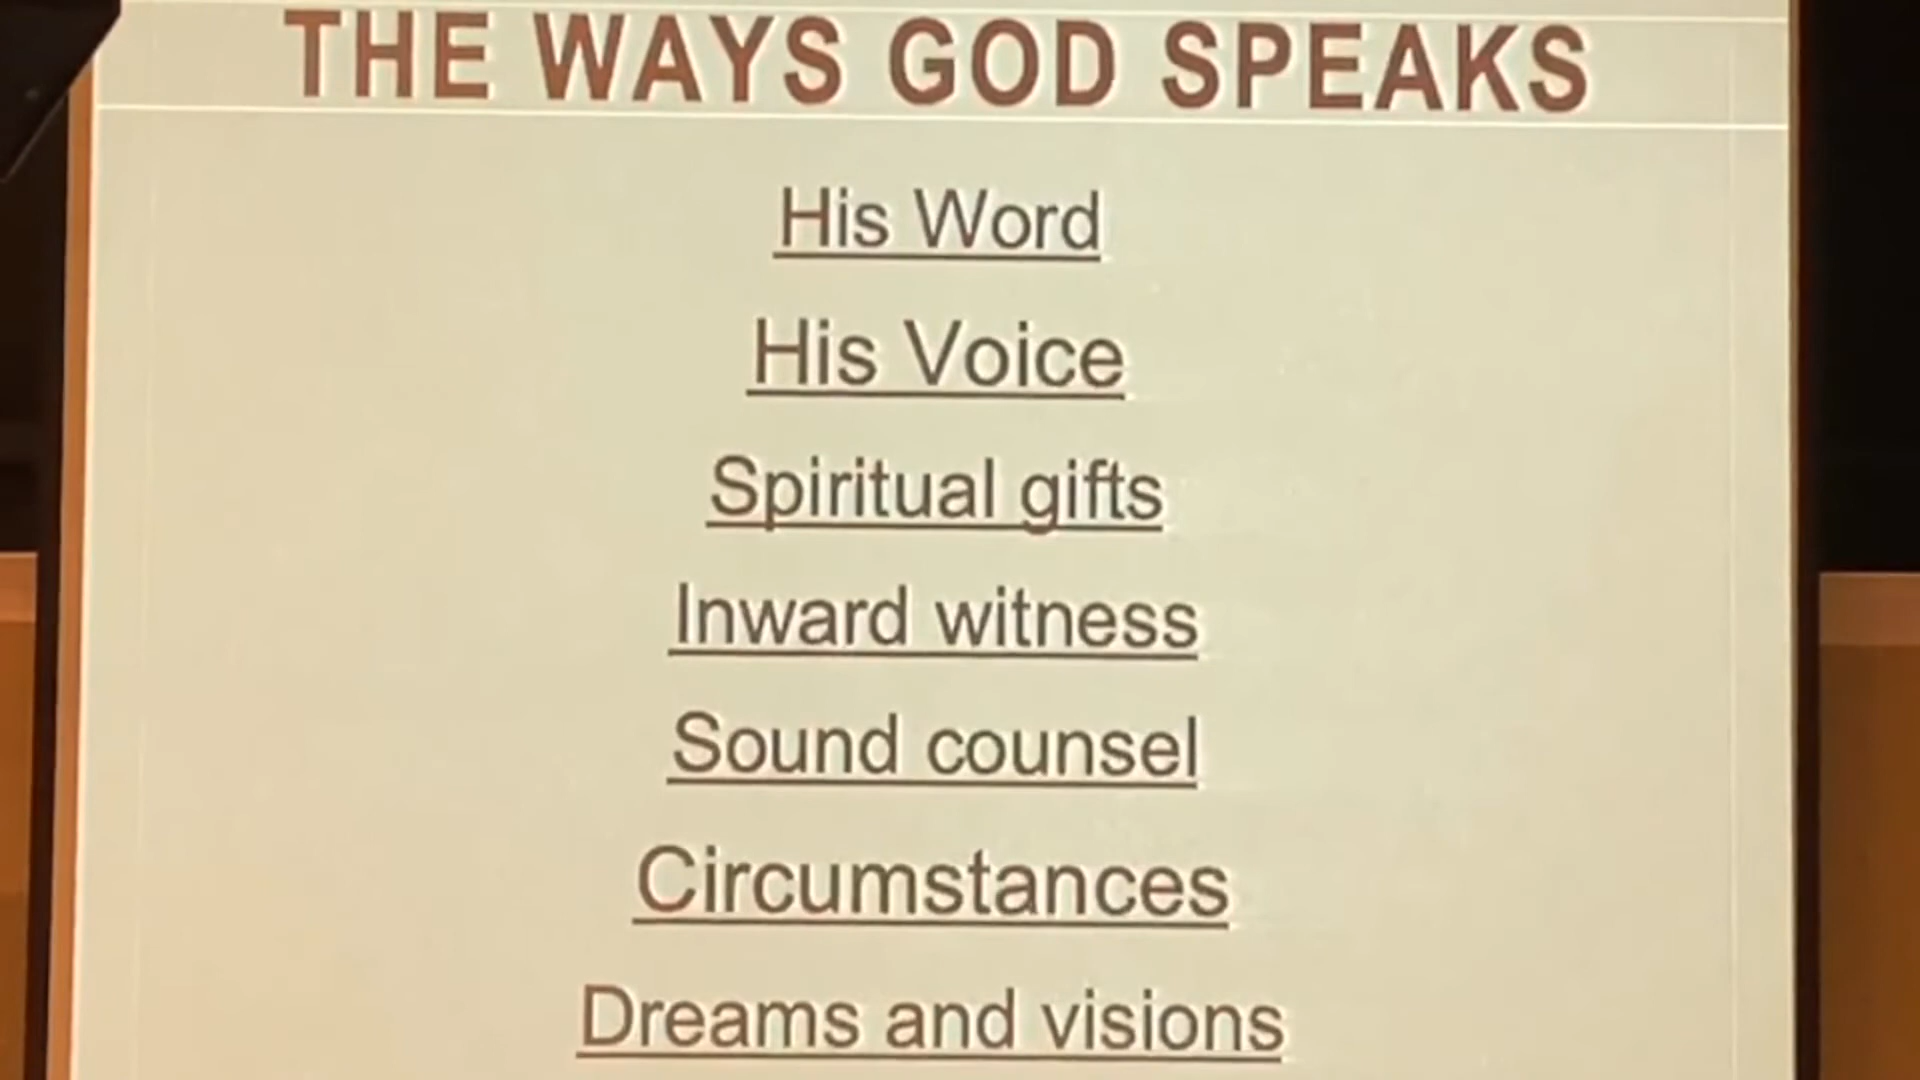 THE WAYS GOD SPEAKS
His Word
His Voice
Spiritual gifts
Inward witness
Sound counsel
Circumstances
Dreams and visions